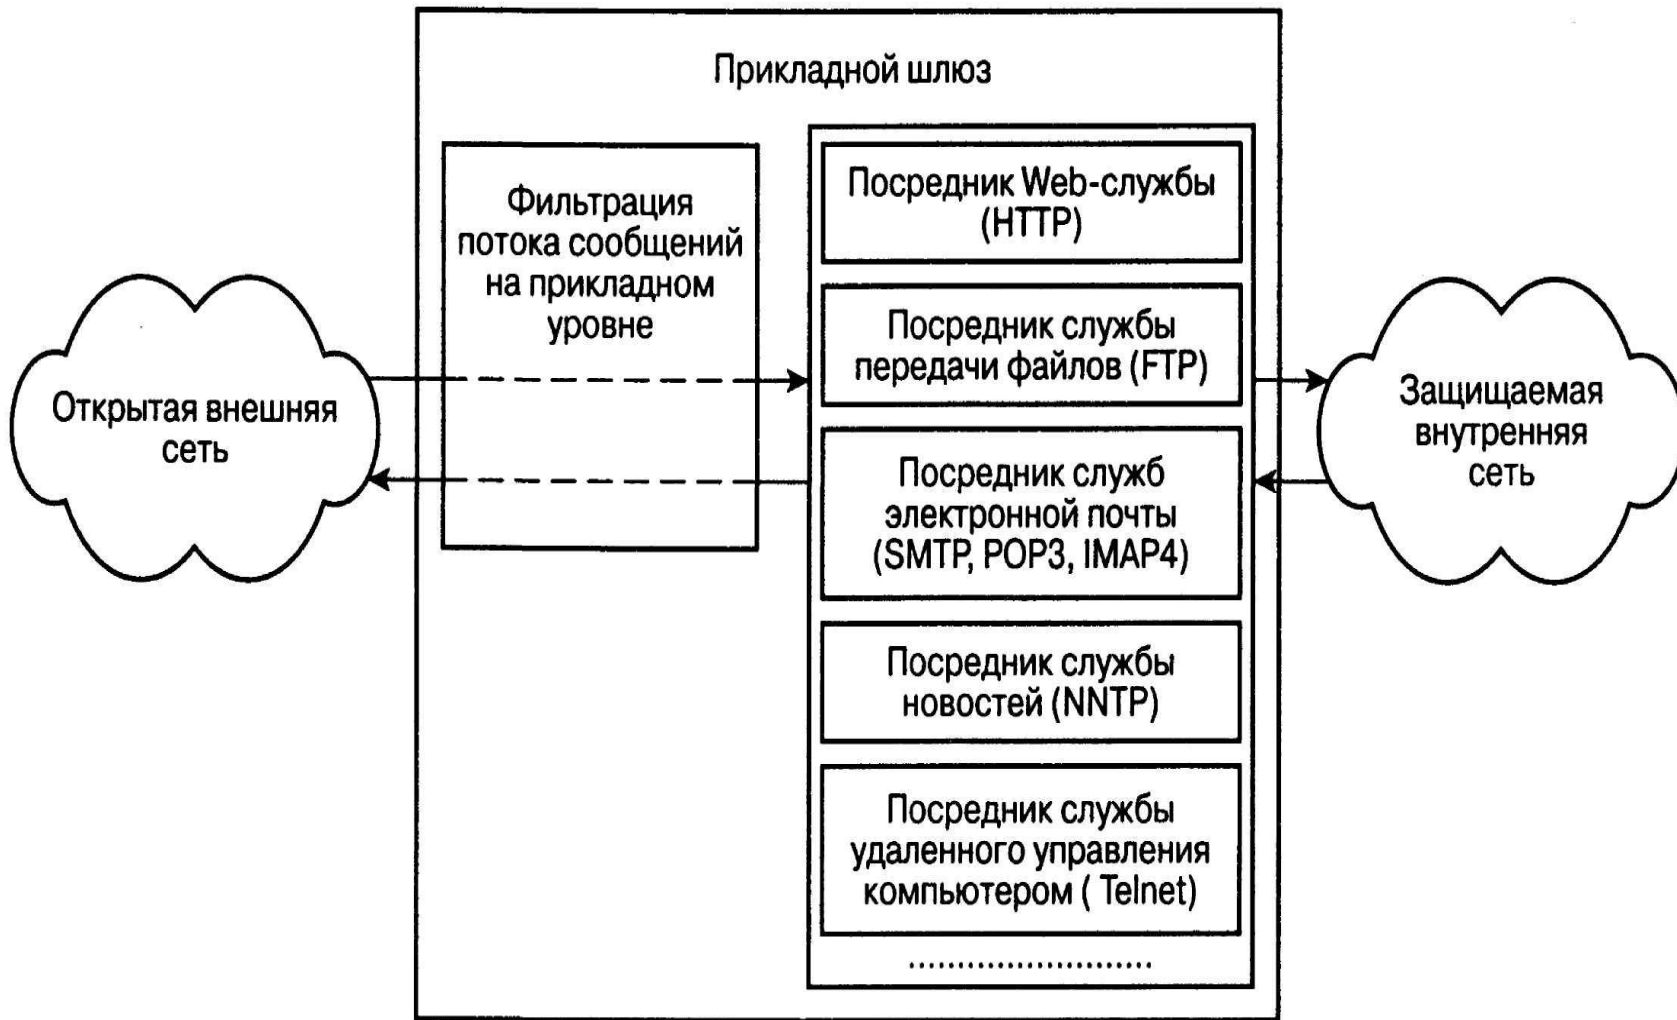 Прикладной шлюз
Фильтрация
потока сообщений
на прикладном
уровне
Посредник Web-службы
(HTTP)
Посредник службы
передачи файлов (FTP)
Посредник служб
электронной почты
(SMTP, POP3, IMAP4)
Посредник службы
новостей (NNTP)
Посредник службы
удаленного управления
компьютером ( Telnet)
........................
Открытая внешняя
сеть
Защищаемая
внутренняя
сеть